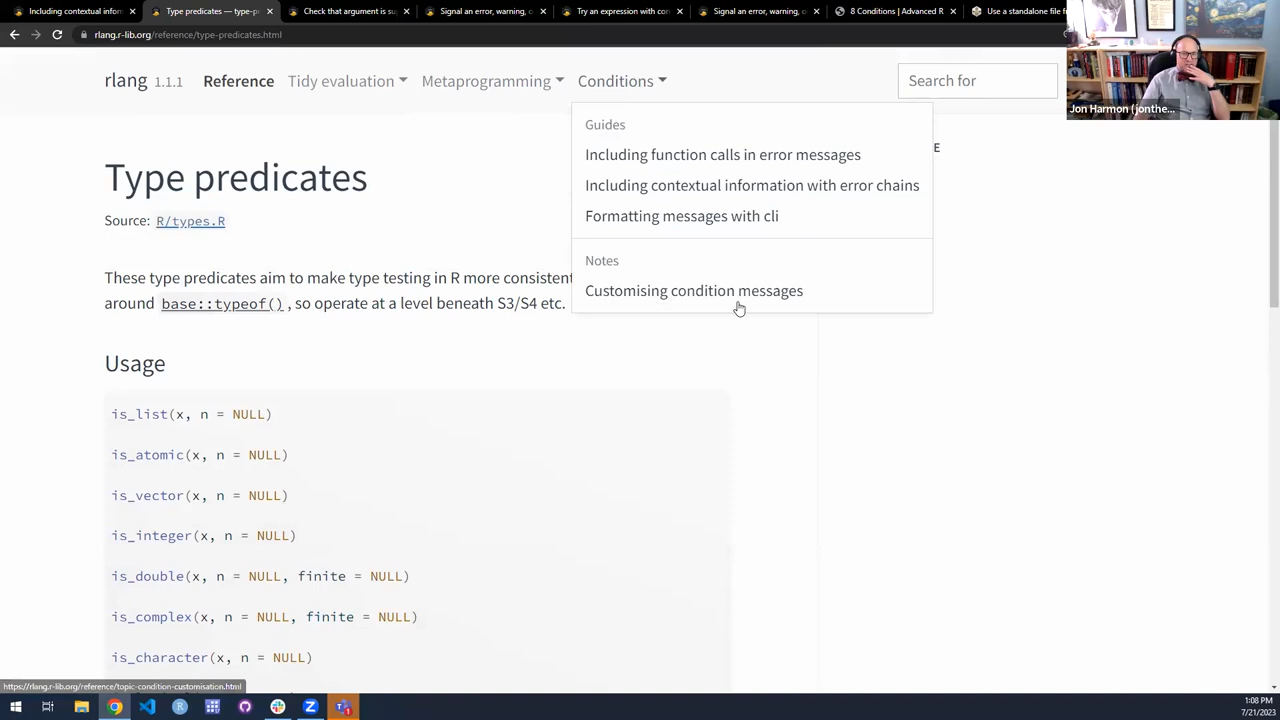 Including contextual in
Type predicates — type-p
Check that argument is su
Signal an error, warning, o
Try an expression with con
Signal an error, warning, o
8 Conditions | Advanced R
Use a standalone file f
rlang.r-lib.org/reference/type-predicates.html
rlang 1.1.1 Reference Tidy evaluation Metaprogramming Conditions
Search for
Jon Harmon (jonthe...
Guides
Including function calls in error messages
Including contextual information with error chains
Formatting messages with cli
Notes
Customising condition messages
E
Type predicates
Source: R/types.R
These type predicates aim to make type testing in R more consistent
around base::typeof(), so operate at a level beneath S3/S4 etc.
Usage
is_list(x, n = NULL)
is_atomic(x, n = NULL)
is_vector(x, n = NULL)
is_integer(x, n = NULL)
is_double(x, n = NULL, finite = NULL)
is_complex(x, n = NULL, finite = NULL)
is_character(x, n = NULL)
https://rlang.r-lib.org/reference/topic-condition-customisation.html
1:08 PM
7/21/2023